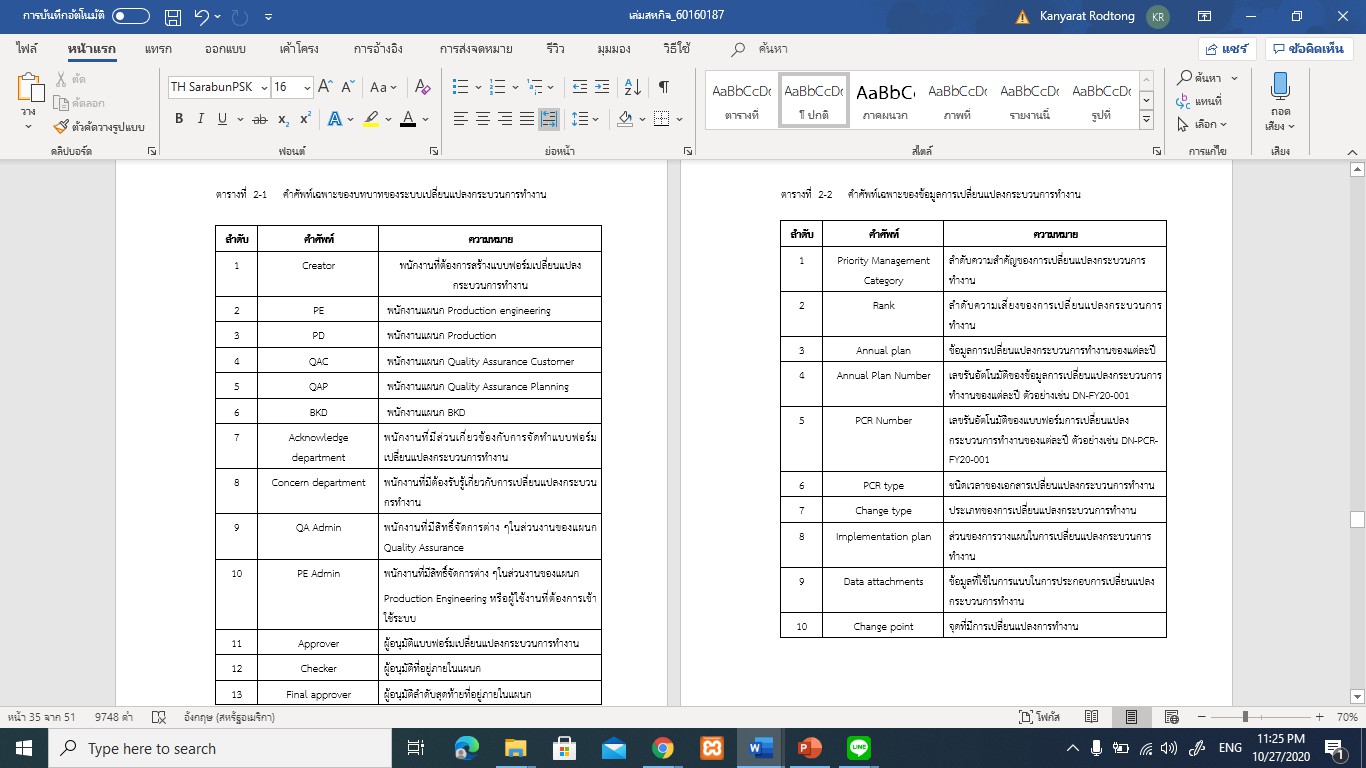 การบันทึกอัตโนมัติ
เล่มสหกิจ_60160187
Kanyarat Rodtong
KR
ไฟล์ หน้าแรก แทรก ออกแบบ เค้าโครง การอ้างอิง การส่งจดหมาย รีวิว มุมมอง วิธีใช้ ค้นหา
แชร์ ข้อคิดเห็น
วาง
ตัด
คัดลอก
ตัวคัดวางรูปแบบ
คลิปบอร์ด
TH SarabunPSK 16
ฟอนต์
ย่อหน้า
AaBbCcDc AaBbCcDc AaBbCc AaBbCcDc AaBbCcDc AaBbCcDc
ตารางที่ ปกติ ภาคผนวก ภาพที่ รายงานนี้ รูปที่
สไตล์
ค้นหา
แทนที่
เลือก
การแก้ไข
ถอด
เสียง
เสียง
ตารางที่ 2-1 คำศัพท์เฉพาะของบทบาทของระบบเปลี่ยนแปลงกระบวนการทำงาน
ลำดับ คำศัพท์ ความหมาย
1 Creator พนักงานที่ต้องการสร้างแบบฟอร์มเปลี่ยนแปลง
กระบวนการทำงาน
2 PE พนักงานแผนก Production engineering
3 PD พนักงานแผนก Production
4 QAC พนักงานแผนก Quality Assurance Customer
5 QAP พนักงานแผนก Quality Assurance Planning
6 BKD พนักงานแผนก BKD
7 Acknowledge พนักงานที่มีส่วนเกี่ยวข้องกับการจัดทำแบบฟอร์ม
department เปลี่ยนแปลงกระบวนการทำงาน
8 Concern department พนักงานที่มีต้องรับรู้เกี่ยวกับการเปลี่ยนแปลงกระบวน
กรทำงาน
9 QA Admin พนักงานที่มีสิทธิ์จัดการต่าง ๆในส่วนงานของแผนก
Quality Assurance
10 PE Admin พนักงานที่มีสิทธิ์จัดการต่าง ๆในส่วนงานของแผนก
Production Engineering หรือผู้ใช้งานที่ต้องการเข้า
ใช้ระบบ
11 Approver ผู้อนุมัติแบบฟอร์มเปลี่ยนแปลงกระบวนการทำงาน
12 Checker ผู้อนุมัติที่อยู่ภายในแผนก
13 Final approver ผู้อนุมัติลำดับสุดท้ายที่อยู่ภายในแผนก
ตารางที่ 2-2 คำศัพท์เฉพาะของข้อมูลการเปลี่ยนแปลงกระบวนการทำงาน
ลำดับ คำศัพท์ ความหมาย
1 Priority Management ลำดับความสำคัญของการเปลี่ยนแปลงกระบวนการ
Category ทำงาน
2 Rank ลำดับความเสี่ยงของการเปลี่ยนแปลงกระบวนการ
ทำงาน
3 Annual plan ข้อมูลการเปลี่ยนแปลงกระบวนการทำงานของแต่ละปี
4 Annual Plan Number เลขรันอัตโนมัติของข้อมูลการเปลี่ยนแปลงกระบวนการ
ทำงานของแต่ละปี ตัวอย่างเช่น DN-FY20-001
5 PCR Number เลขรันอัตโนมัติของแบบฟอร์มการเปลี่ยนแปลง
กระบวนการทำงานของแต่ละปี ตัวอย่างเช่น DN-PCR-
FY20-001
6 PCR type ชนิดเวลาของเอกสารเปลี่ยนแปลงกระบวนการทำงาน
7 Change type ประเภทของการเปลี่ยนแปลงกระบวนการทำงาน
8 Implementation plan ส่วนของการวางแผนในการเปลี่ยนแปลงกระบวนการ
ทำงาน
9 Data attachments ข้อมูลที่ใช้ในการแนบในการประกอบการเปลี่ยนแปลง
กระบวนการทำงาน
10 Change point จุดที่มีการเปลี่ยนแปลงการทำงาน
หน้า 35 จาก 51 9748 คำ อังกฤษ (สหรัฐอเมริกา) โฟกัส 70%
Type here to search
ENG
11:25 PM
10/27/2020